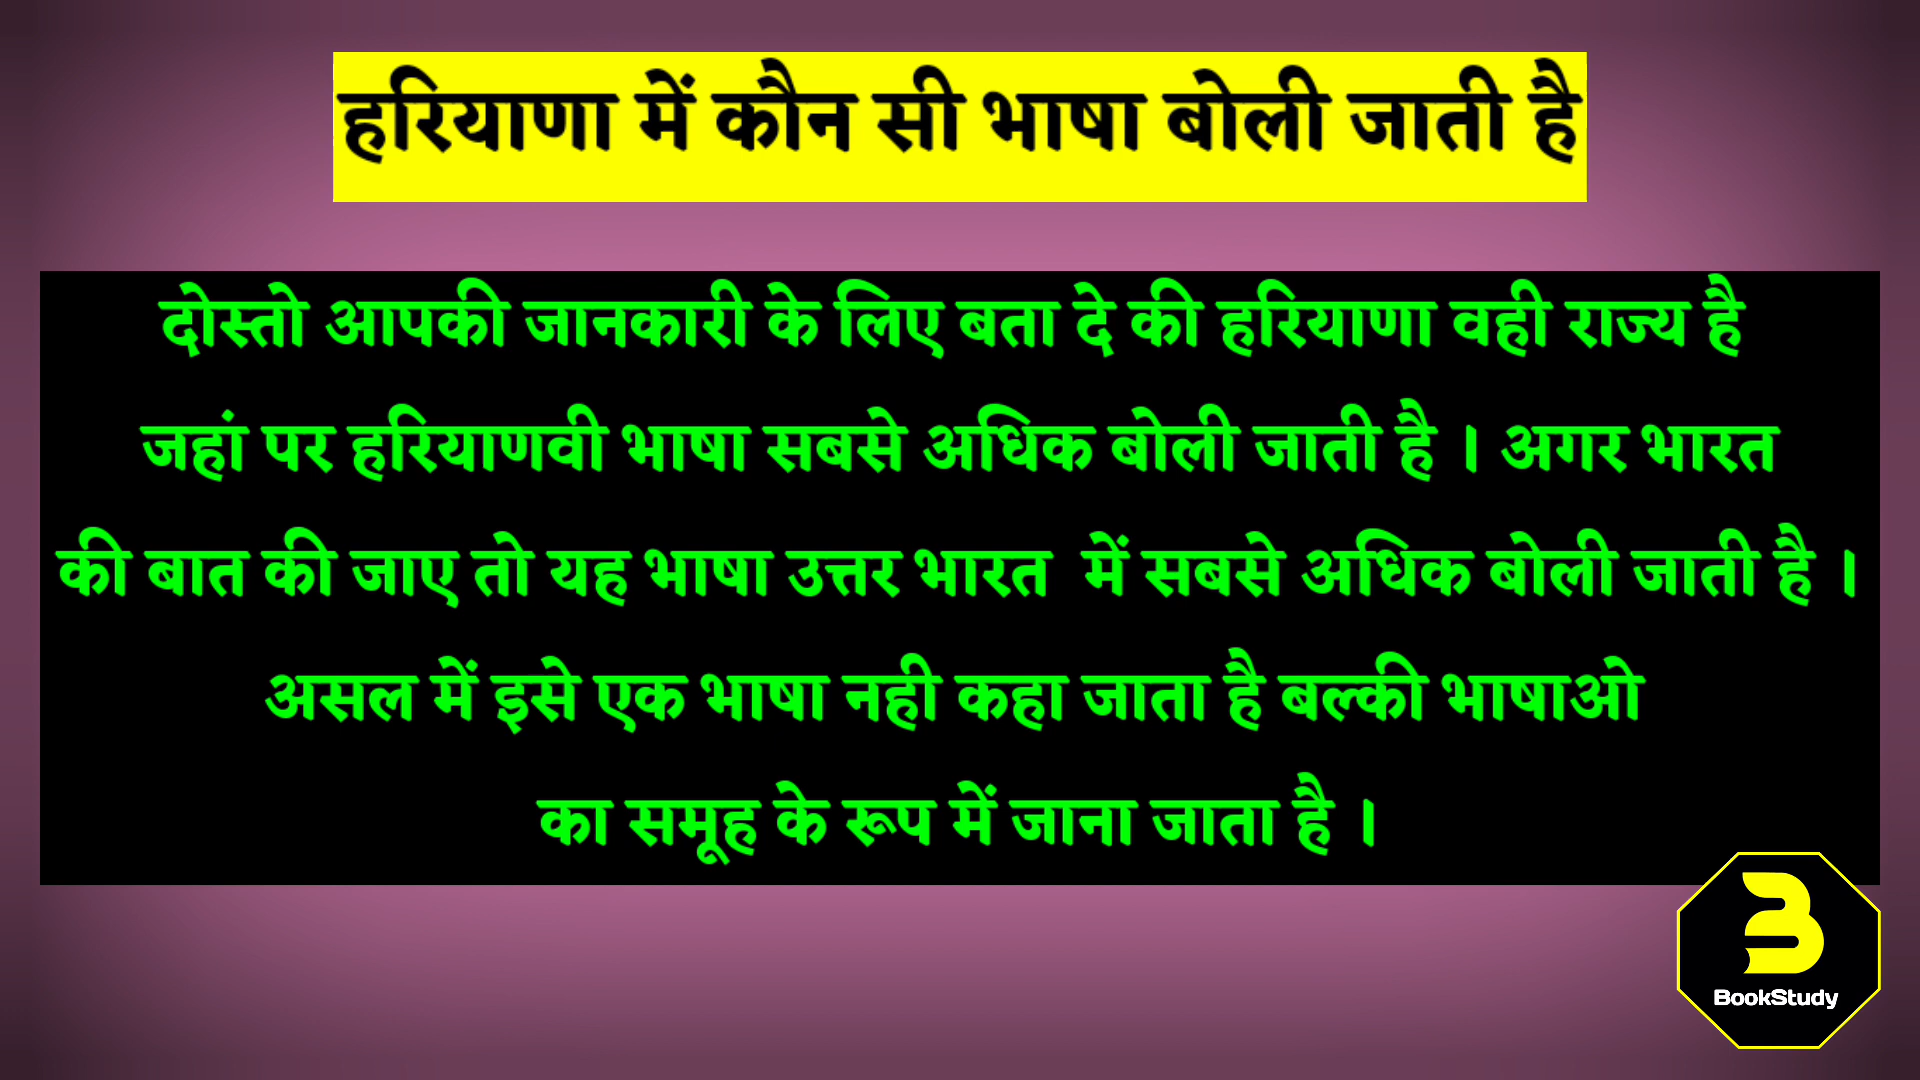 हरियाणा में कौन सी भाषा बोली जाती है
दोस्तो आपकी जानकारी के लिए बता दे की हरियाणा वही राज्य है
जहां पर हरियाणवी भाषा सबसे अधिक बोली जाती है । अगर भारत
की बात की जाए तो यह भाषा उत्तर भारत में सबसे अधिक बोली जाती है ।
असल में इसे एक भाषा नही कहा जाता है बल्की भाषाओ
का समूह के रूप में जाना जाता है ।
BookStudy